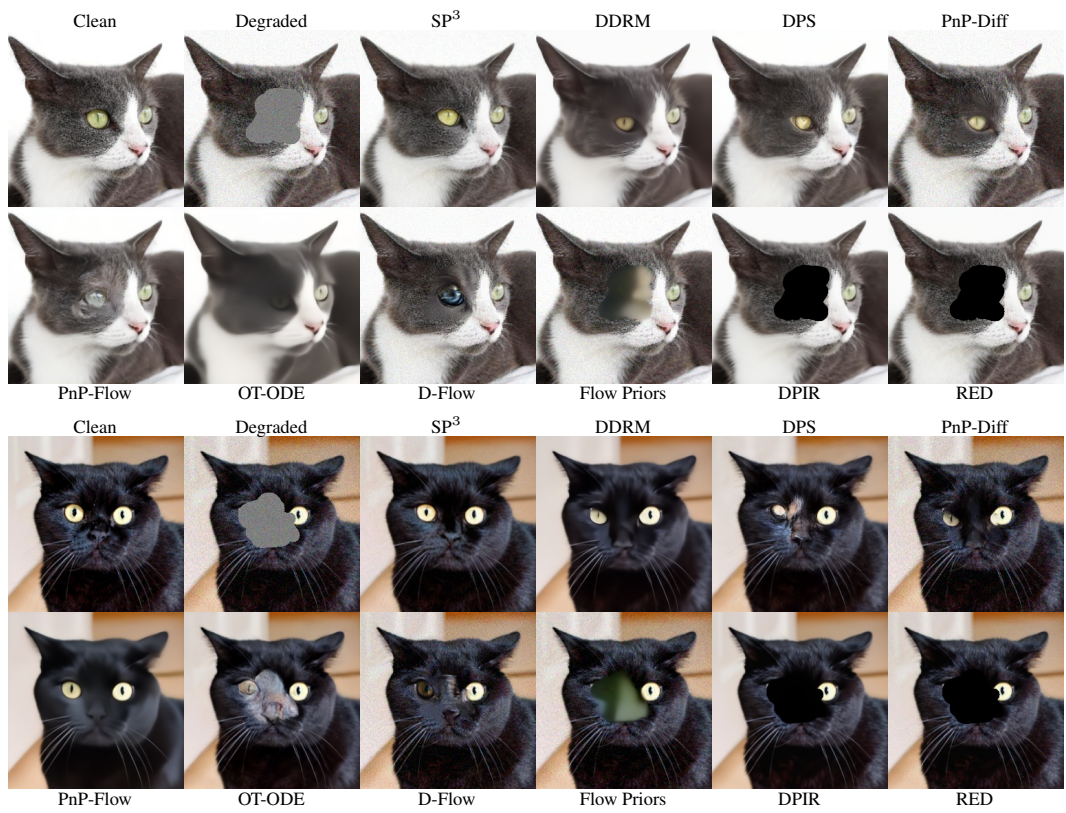 Clean Degraded SP³ DDRM DPS PnP-Diff
PnP-Flow OT-ODE D-Flow Flow Priors DPIR RED
Clean Degraded SP³ DDRM DPS PnP-Diff
PnP-Flow OT-ODE D-Flow Flow Priors DPIR RED